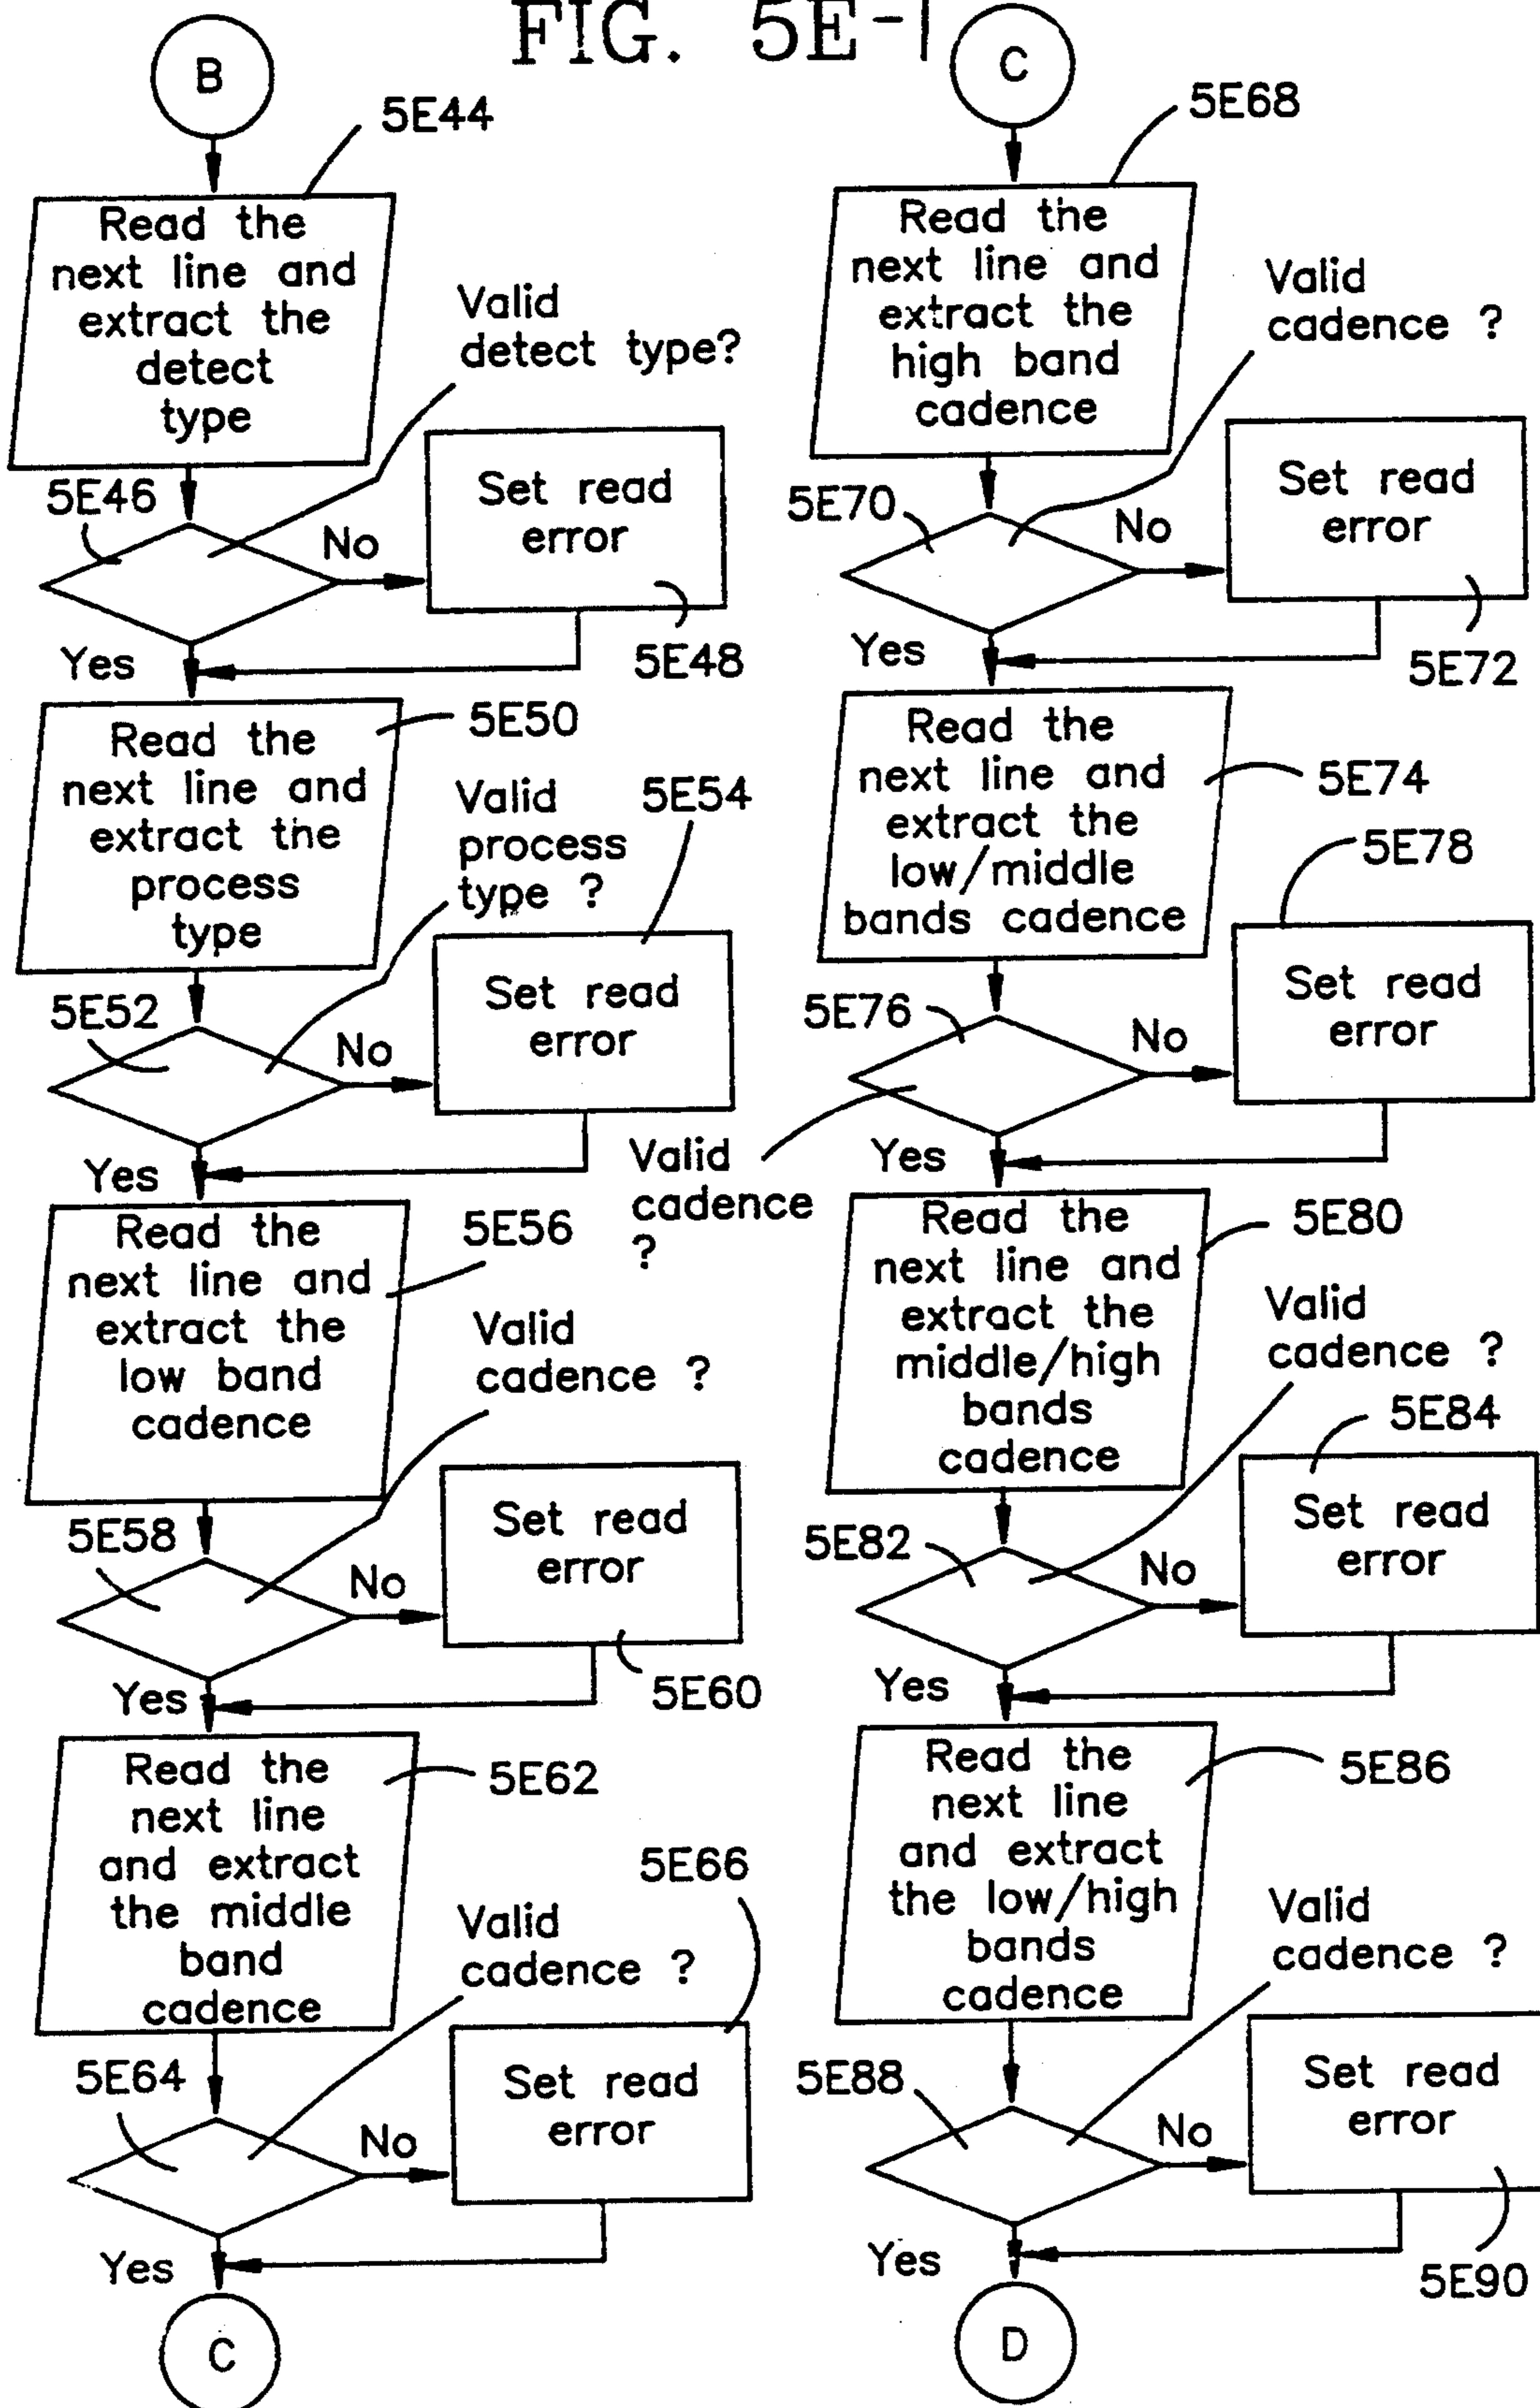 FIG. 5E-1
B
5E44
Read the
next line and
extract the
detect
type
Valid
detect type?
5E46
No
Set read
error
5E48
Yes
5E50
Read the
next line and
extract the
process
type
Valid
process
type ?
5E54
5E52
No
Set read
error
Yes
5E56
Read the
next line and
extract the
low band
cadence
Valid
cadence ?
5E58
No
Set read
error
5E60
Yes
5E62
Read the
next line
and extract
the middle
band
cadence
5E66
Valid
cadence ?
5E64
No
Set read
error
Yes
C
C
5E68
Read the
next line and
extract the
high band
cadence
Valid
cadence ?
5E70
No
Set read
error
5E72
Yes
5E74
Read the
next line and
extract the
low/middle
bands cadence
5E78
5E76
No
Set read
error
Valid
cadence
?
Yes
5E80
Read the
next line and
extract the
middle/high
bands
cadence
Valid
cadence ?
5E84
5E82
No
Set read
error
Yes
5E86
Read the
next line
and extract
the low/high
bands
cadence
Valid
cadence ?
5E88
No
Set read
error
5E90
Yes
D